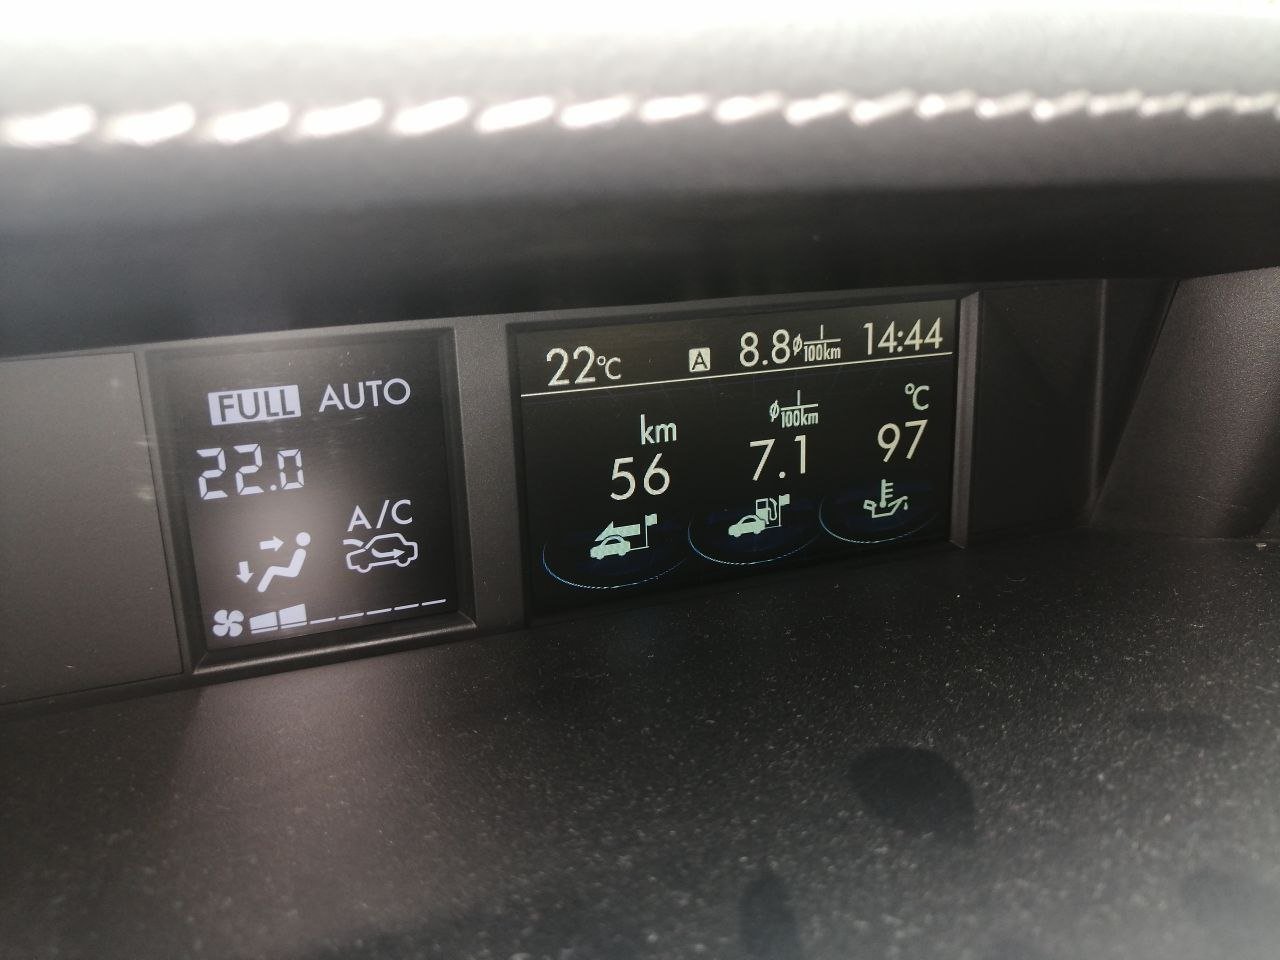 FULL AUTO
22.0
A/C
22°C A 8.8 ø l/100km 14:44
km ø l/100km °C
56 7.1 97